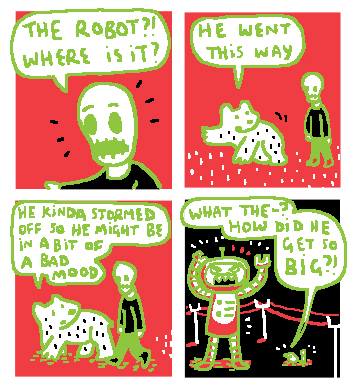 THE ROBOT?!
WHERE IS IT?
HE WENT
THIS WAY
HE KINDA STORMED
OFF SO HE MIGHT BE
IN A BIT OF
A BAD
MOOD
WHAT THE-?
HOW DID HE
GET SO
BIG?!